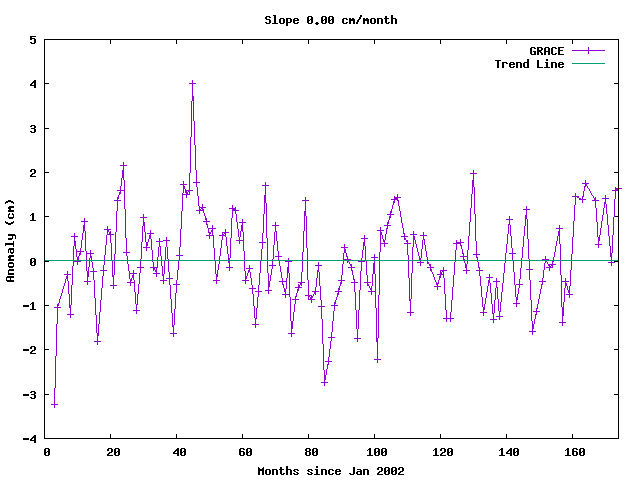 Slope 0.00 cm/month
GRACE
Trend Line
Anomaly (cm)
5
4
3
2
1
0
-1
-2
-3
-4
0 20 40 60 80 100 120 140 160
Months since Jan 2002